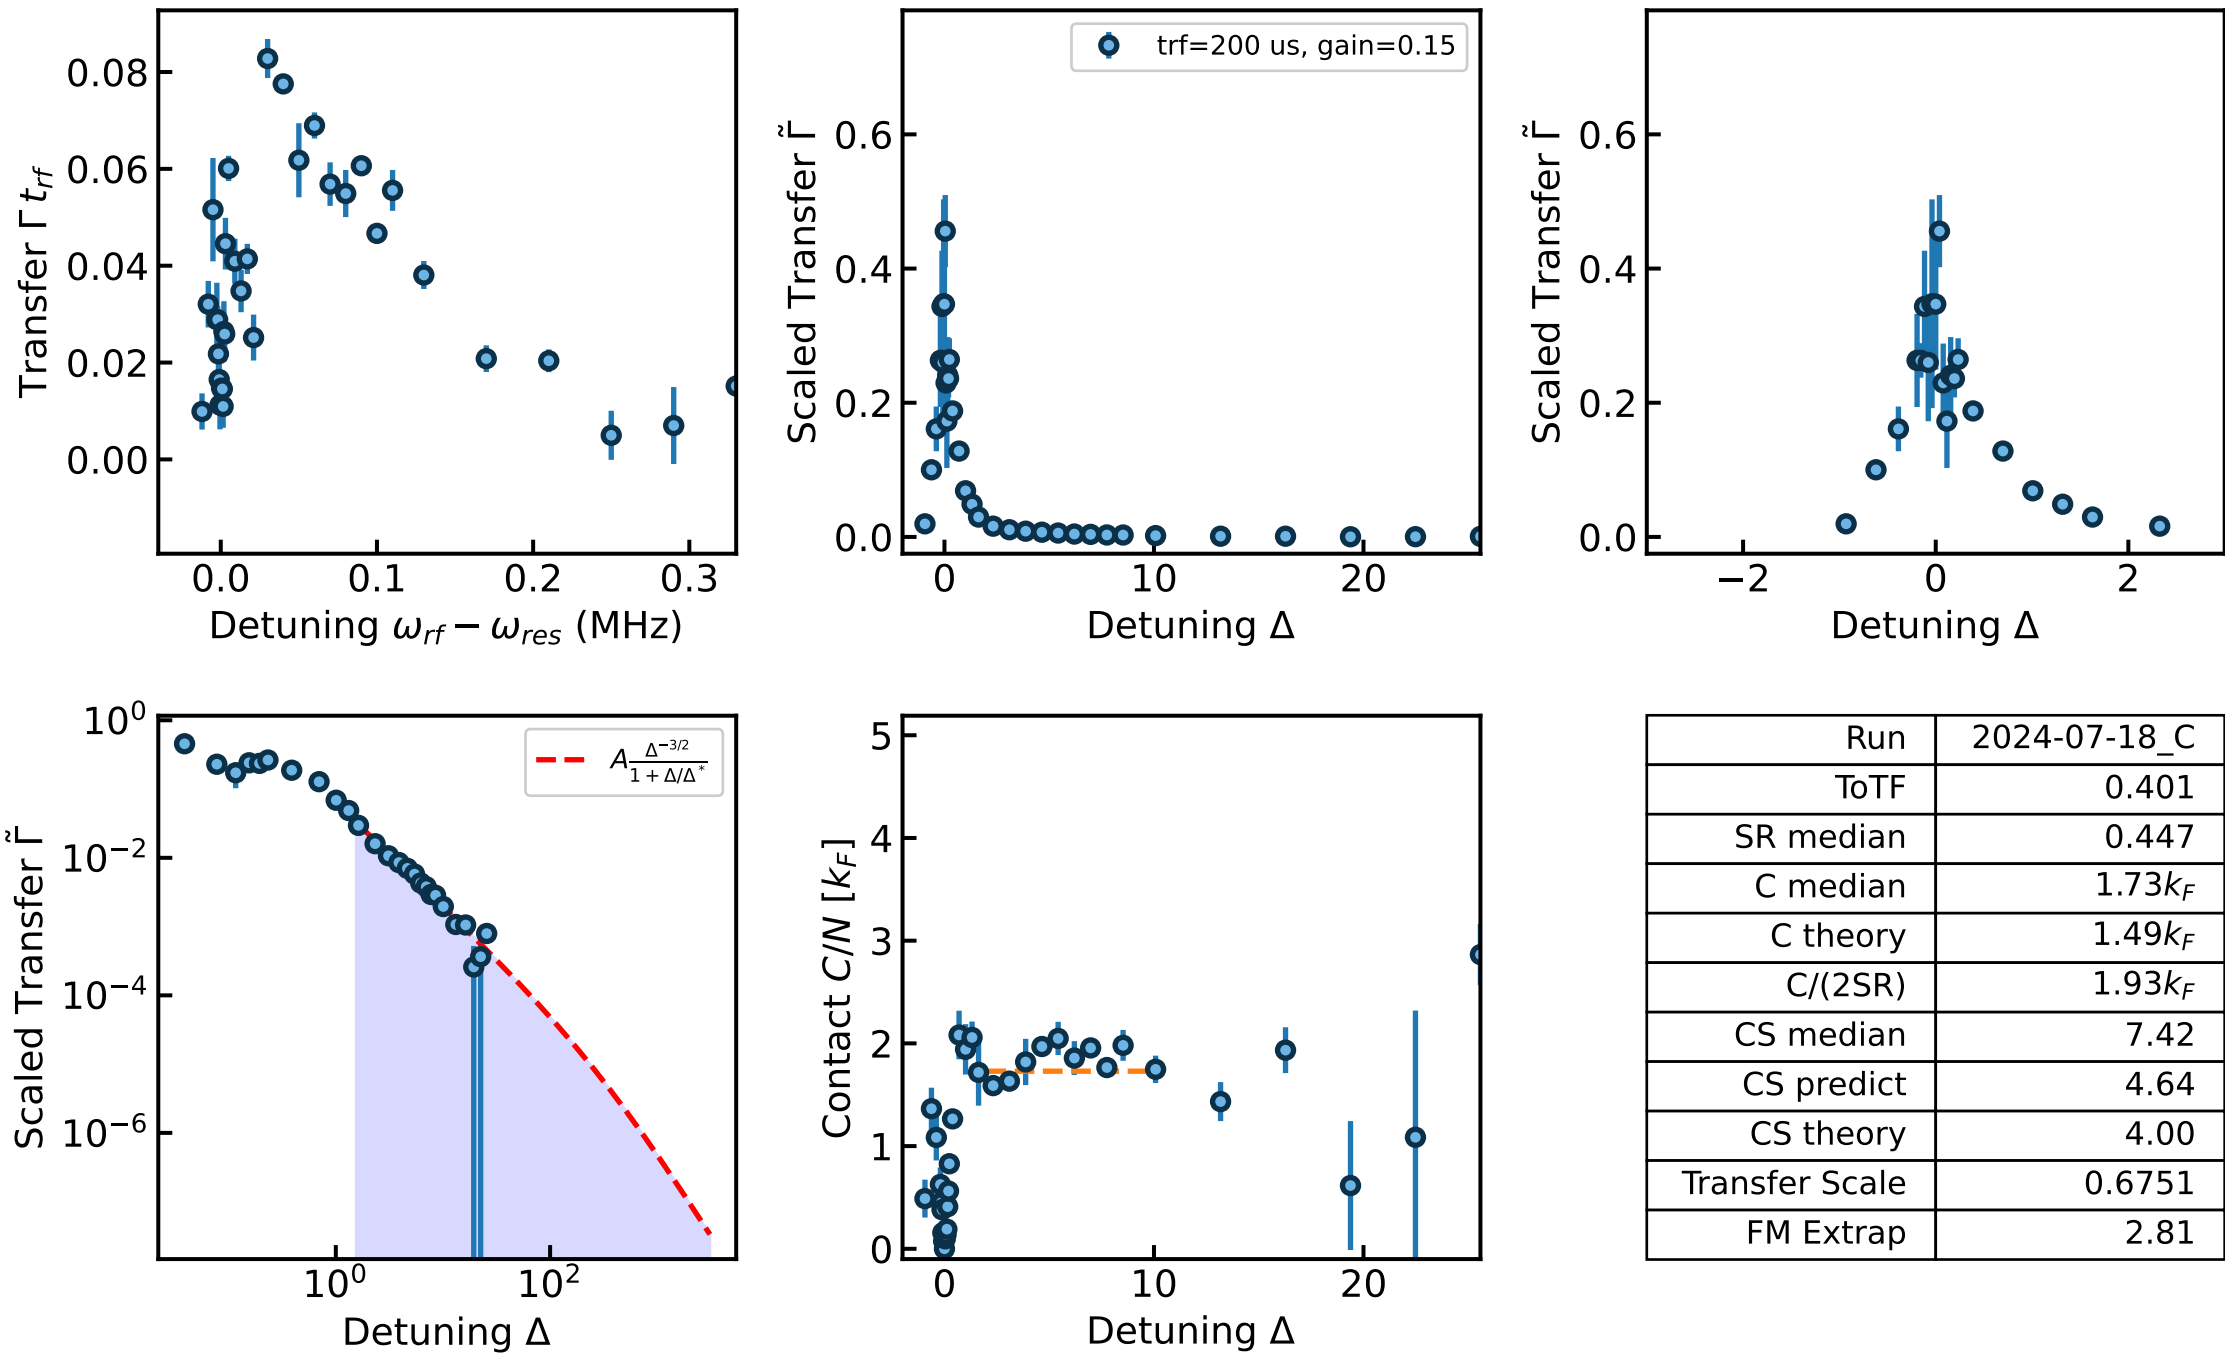 0.08
0.06
0.04
0.02
0.00
Transfer Γ t_rf
0.0 0.1 0.2 0.3
Detuning ω_rf − ω_res (MHz)
trf=200 us, gain=0.15
0.6
0.4
0.2
0.0
Scaled Transfer Γ̃
0 10 20
Detuning Δ
0.6
0.4
0.2
0.0
Scaled Transfer Γ̃
−2 0 2
Detuning Δ
A Δ^{−3/2} / (1 + Δ/Δ*)
10⁰
10⁻²
10⁻⁴
10⁻⁶
Scaled Transfer Γ̃
10⁰ 10²
Detuning Δ
5
4
3
2
1
0
Contact C/N [k_F]
0 10 20
Detuning Δ
Run 2024-07-18_C
ToTF 0.401
SR median 0.447
C median 1.73k_F
C theory 1.49k_F
C/(2SR) 1.93k_F
CS median 7.42
CS predict 4.64
CS theory 4.00
Transfer Scale 0.6751
FM Extrap 2.81